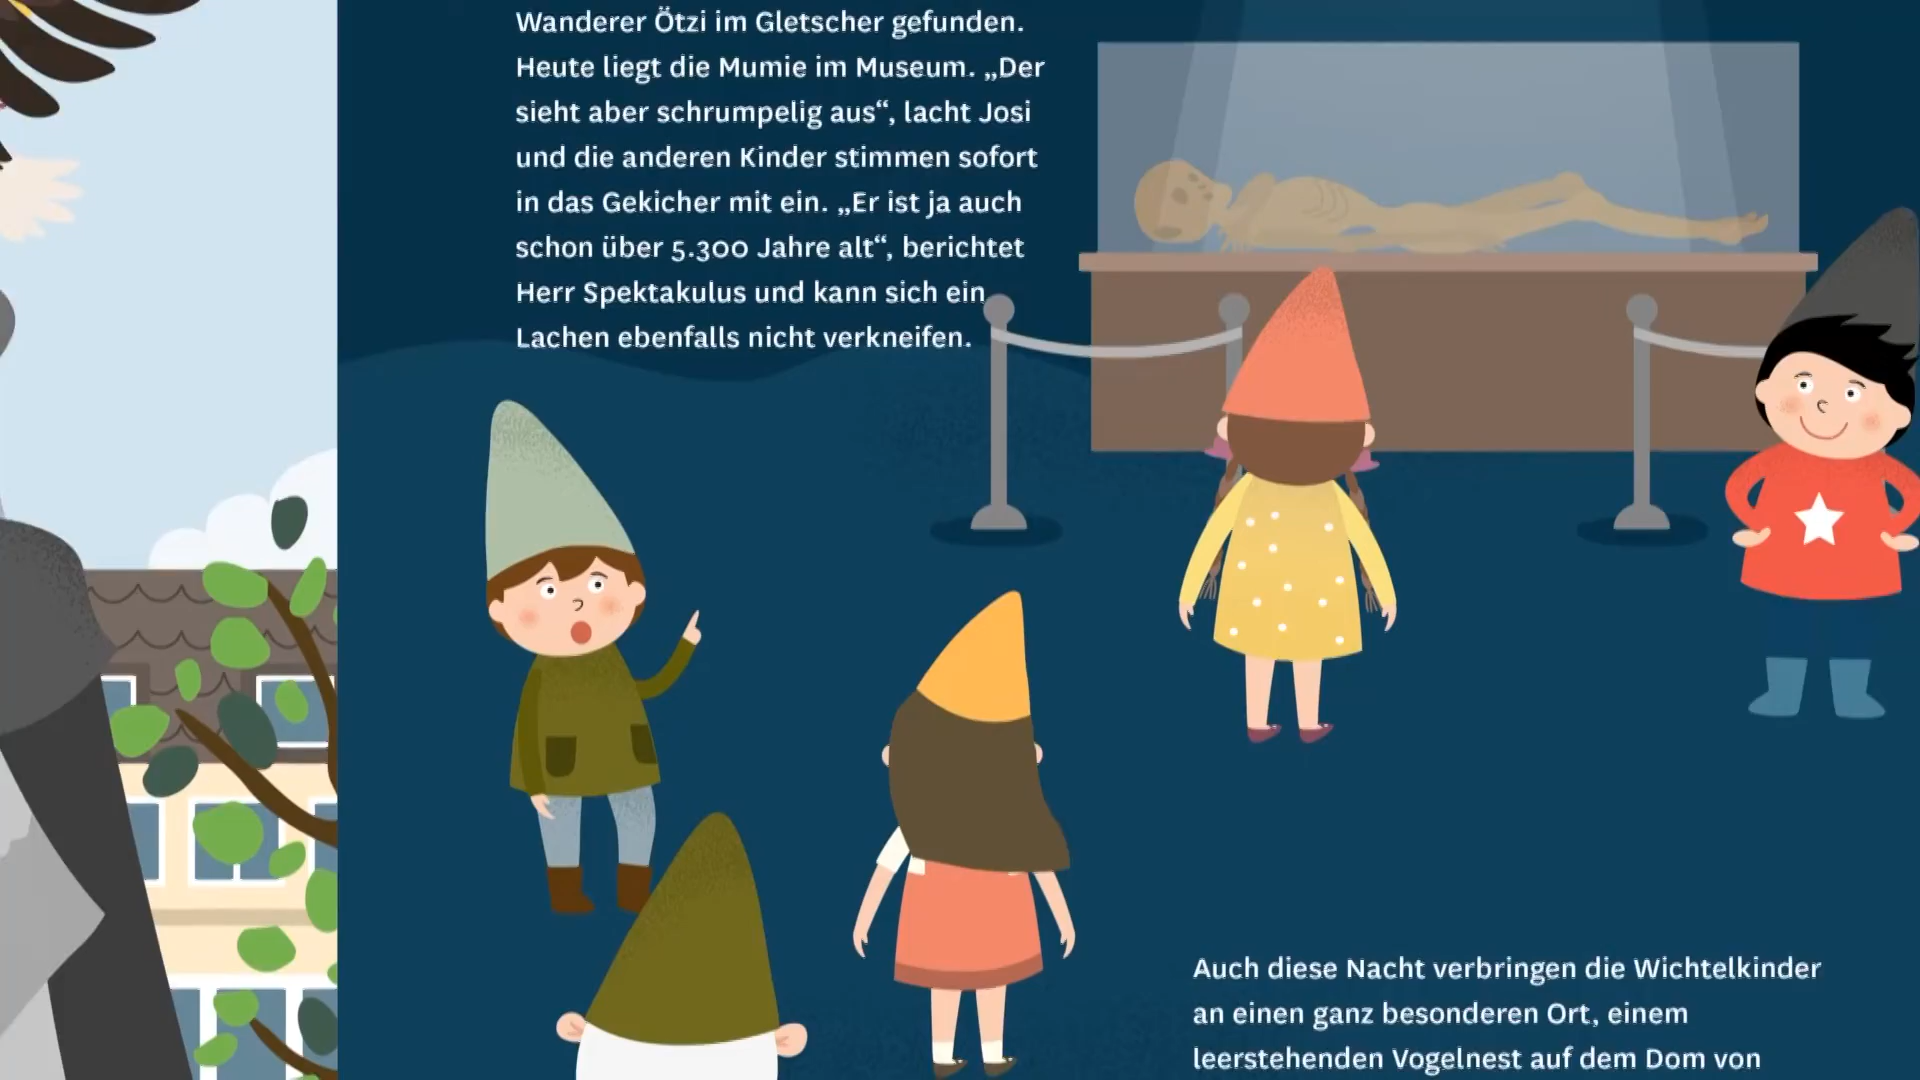 Wanderer Ötzi im Gletscher gefunden.
Heute liegt die Mumie im Museum. „Der
sieht aber schrumpelig aus“, lacht Josi
und die anderen Kinder stimmen sofort
in das Gekicher mit ein. „Er ist ja auch
schon über 5.300 Jahre alt“, berichtet
Herr Spektakulus und kann sich ein
Lachen ebenfalls nicht verkneifen.
Auch diese Nacht verbringen die Wichtelkinder
an einen ganz besonderen Ort, einem
leerstehenden Vogelnest auf dem Dom von